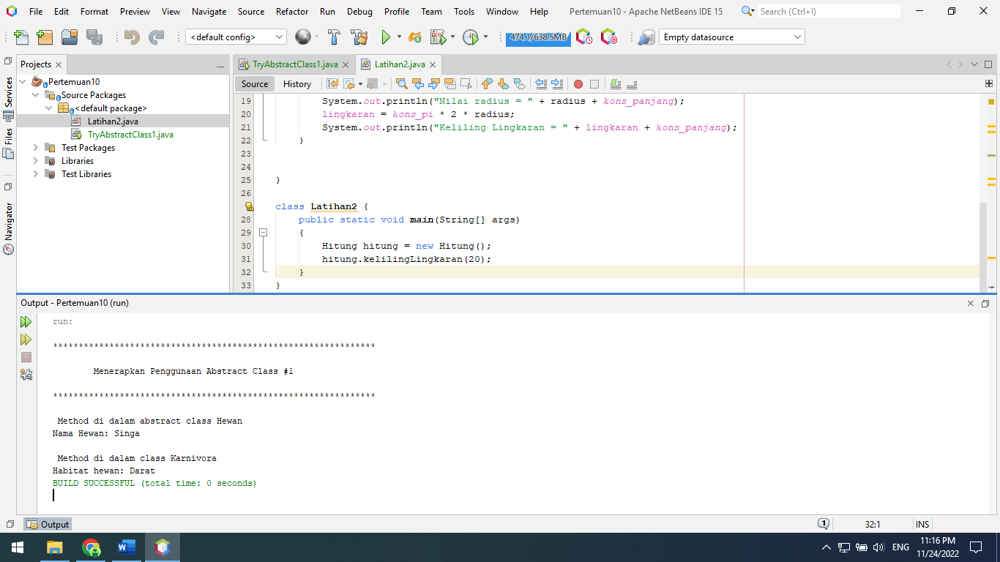 File Edit Format Preview View Navigate Source Refactor Run Debug Profile Team Tools Window Help Pertemuan10 - Apache NetBeans IDE 15 Search (Ctrl+I)
<default config> 474.1/638.5MB Empty datasource
Projects
Services
Files
Navigator
Pertemuan10
Source Packages
<default package>
Latihan2.java
TryAbstractClass1.java
Test Packages
Libraries
Test Libraries
TryAbstractClass1.java Latihan2.java
Source History
19 System.out.println("Nilai radius = " + radius + kons_panjang);
20 lingkaran = kons_pi * 2 * radius;
21 System.out.println("Keliling Lingkaran = " + lingkaran + kons_panjang);
22 }
23
24
25 }
26
class Latihan2 {
28 public static void main(String[] args)
29 {
30 Hitung hitung = new Hitung();
31 hitung.kelilingLingkaran(20);
32 }
33 }
Output - Pertemuan10 (run)
run:
***************************************************************
Menerapkan Penggunaan Abstract Class #1
***************************************************************
Method di dalam abstract class Hewan
Nama Hewan: Singa
Method di dalam class Karnivora
Habitat hewan: Darat
BUILD SUCCESSFUL (total time: 0 seconds)
Output 1 32:1 INS
ENG 11:16 PM
11/24/2022